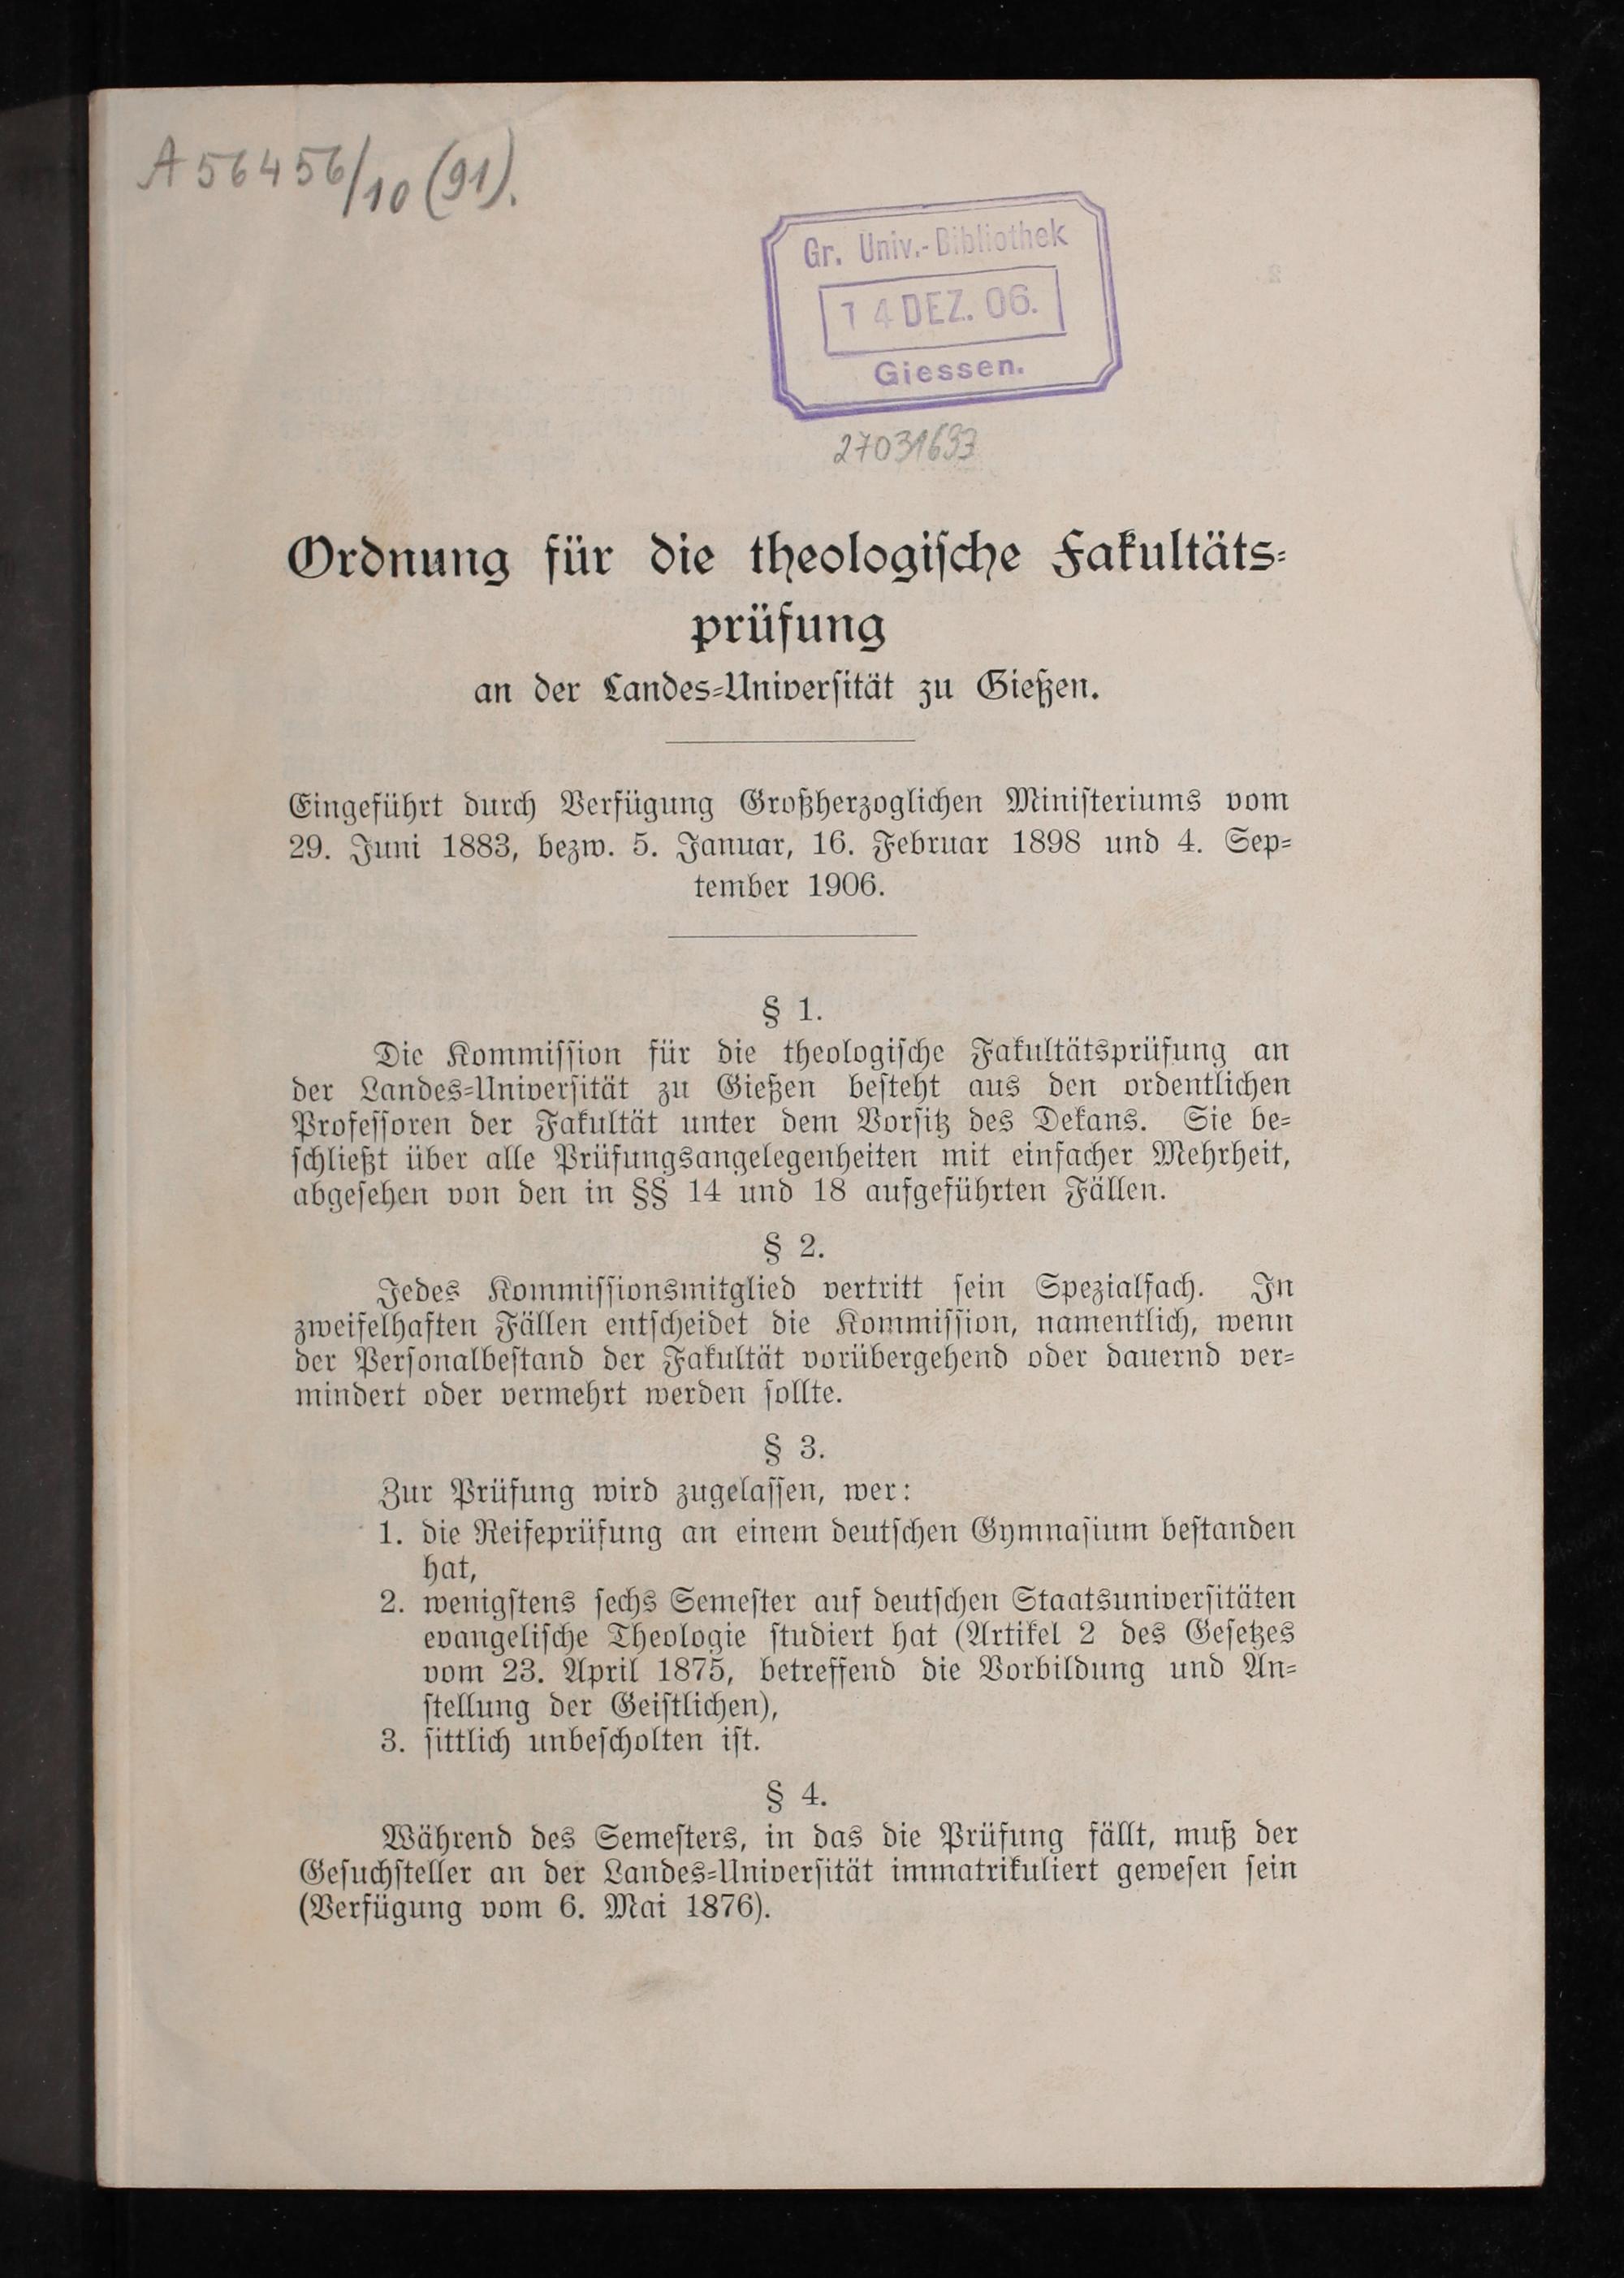 A 56456/10 (91).
Gr. Univ.-Bibliothek
14 DEZ. 06.
Giessen.
27031693
Ordnung für die theologiſche Fakultäts-
prüfung
an der Landes-Univerſität zu Gießen.
Eingeführt durch Verfügung Großherzoglichen Miniſteriums vom
29. Juni 1883, bezw. 5. Januar, 16. Februar 1898 und 4. Sep-
tember 1906.
§ 1.
Die Kommiſſion für die theologiſche Fakultätsprüfung an
der Landes-Univerſität zu Gießen beſteht aus den ordentlichen
Profeſſoren der Fakultät unter dem Vorſitz des Dekans. Sie be-
ſchließt über alle Prüfungsangelegenheiten mit einfacher Mehrheit,
abgeſehen von den in §§ 14 und 18 aufgeführten Fällen.
§ 2.
Jedes Kommiſſionsmitglied vertritt ſein Spezialfach. In
zweifelhaften Fällen entſcheidet die Kommiſſion, namentlich, wenn
der Perſonalbeſtand der Fakultät vorübergehend oder dauernd ver-
mindert oder vermehrt werden ſollte.
§ 3.
Zur Prüfung wird zugelaſſen, wer:
1. die Reifeprüfung an einem deutſchen Gymnaſium beſtanden
hat,
2. wenigſtens ſechs Semeſter auf deutſchen Staatsuniverſitäten
evangeliſche Theologie ſtudiert hat (Artikel 2 des Geſetzes
vom 23. April 1875, betreffend die Vorbildung und An-
ſtellung der Geiſtlichen),
3. ſittlich unbeſcholten iſt.
§ 4.
Während des Semeſters, in das die Prüfung fällt, muß der
Geſuchſteller an der Landes-Univerſität immatrikuliert geweſen ſein
(Verfügung vom 6. Mai 1876).